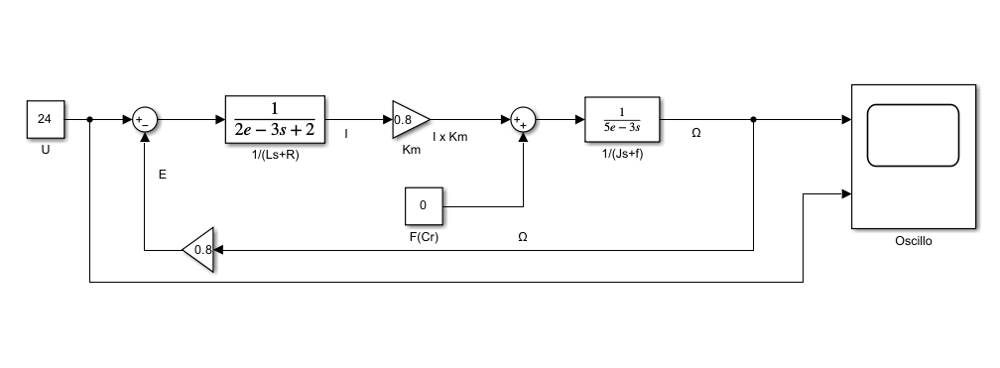 24
U
+
−
1
2e − 3s + 2
1/(Ls+R)
I
0.8
Km
I x Km
+
+
1
5e − 3s
1/(Js+f)
Ω
Oscillo
E
0
F(Cr)
0.8
Ω